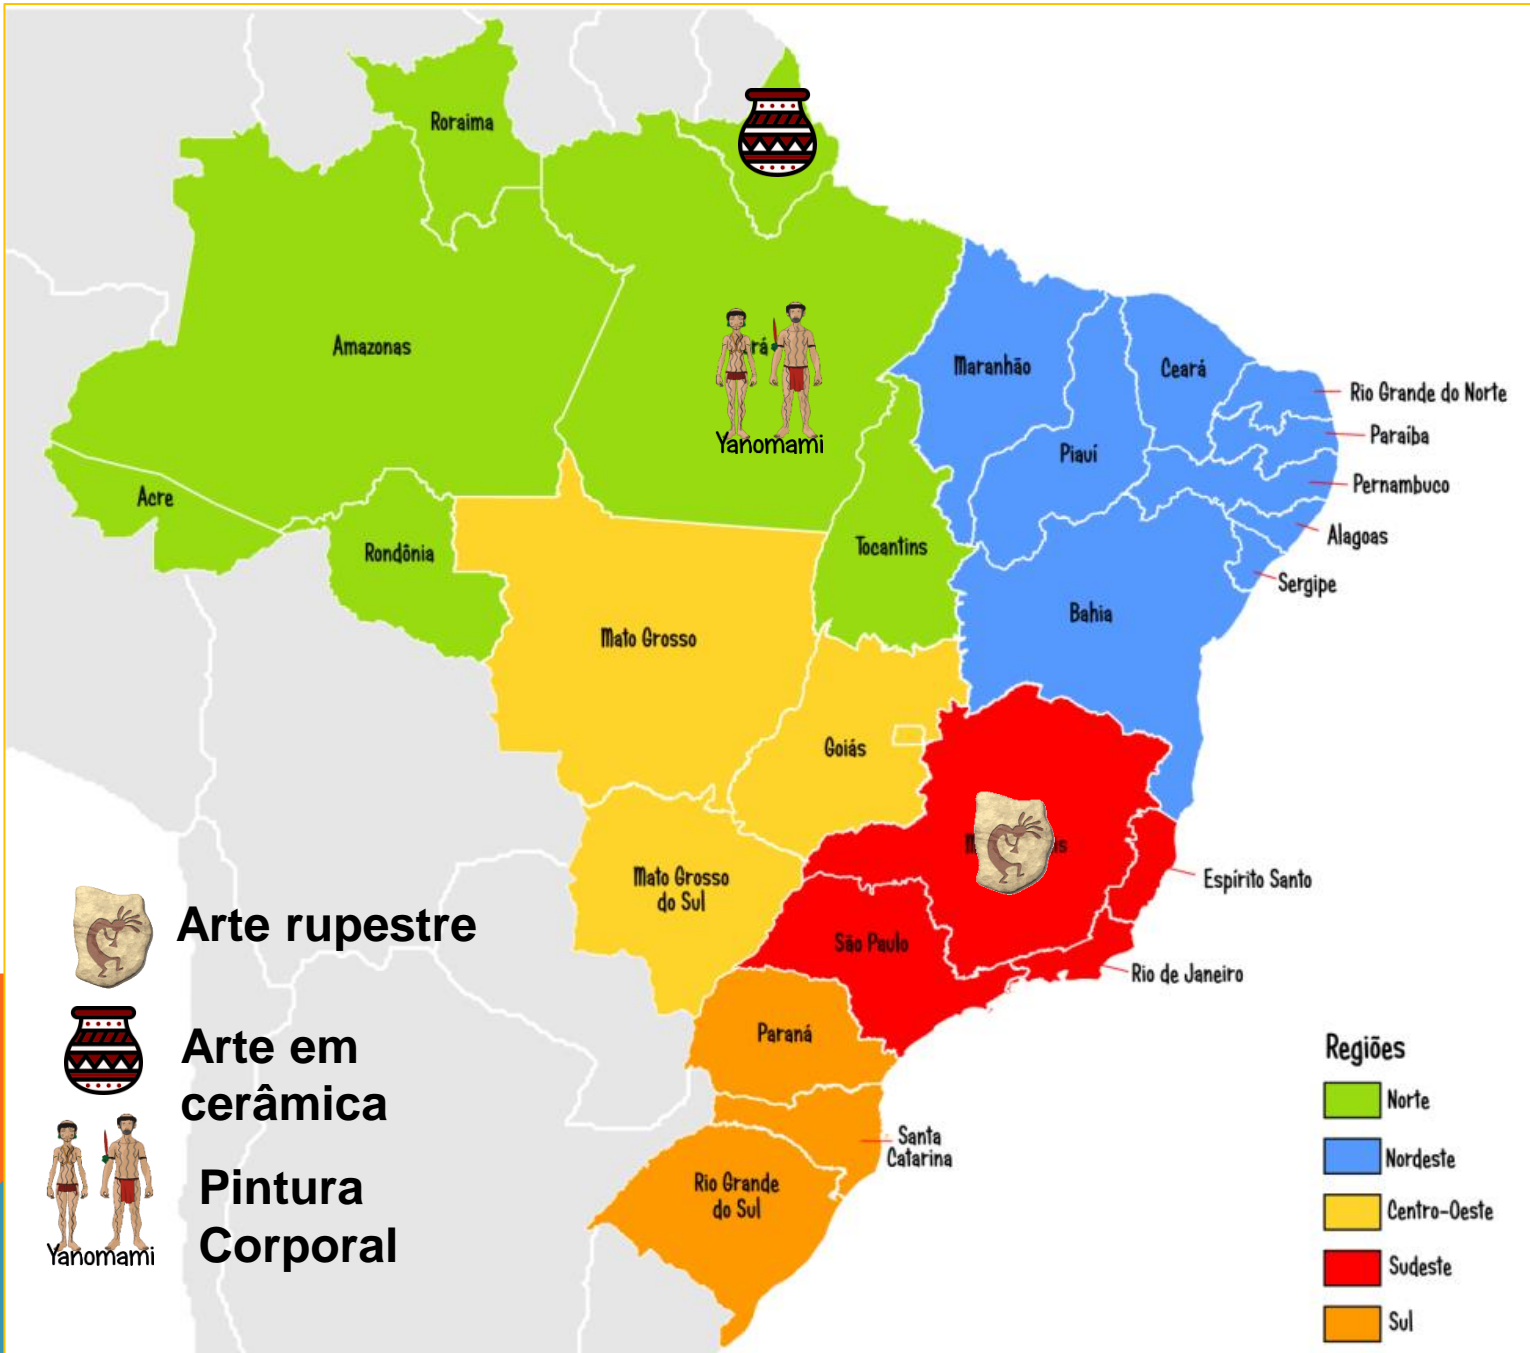 Roraima
Amazonas
rá
Yanomami
Acre
Rondônia
Tocantins
Maranhão
Piauí
Ceará
Rio Grande do Norte
Paraíba
Pernambuco
Alagoas
Sergipe
Bahia
Mato Grosso
Goiás
Mato Grosso
do Sul
Espírito Santo
São Paulo
Rio de Janeiro
Paraná
Santa
Catarina
Rio Grande
do Sul
Arte rupestre
Arte em
cerâmica
Pintura
Corporal
Yanomami
Regiões
Norte
Nordeste
Centro-Oeste
Sudeste
Sul